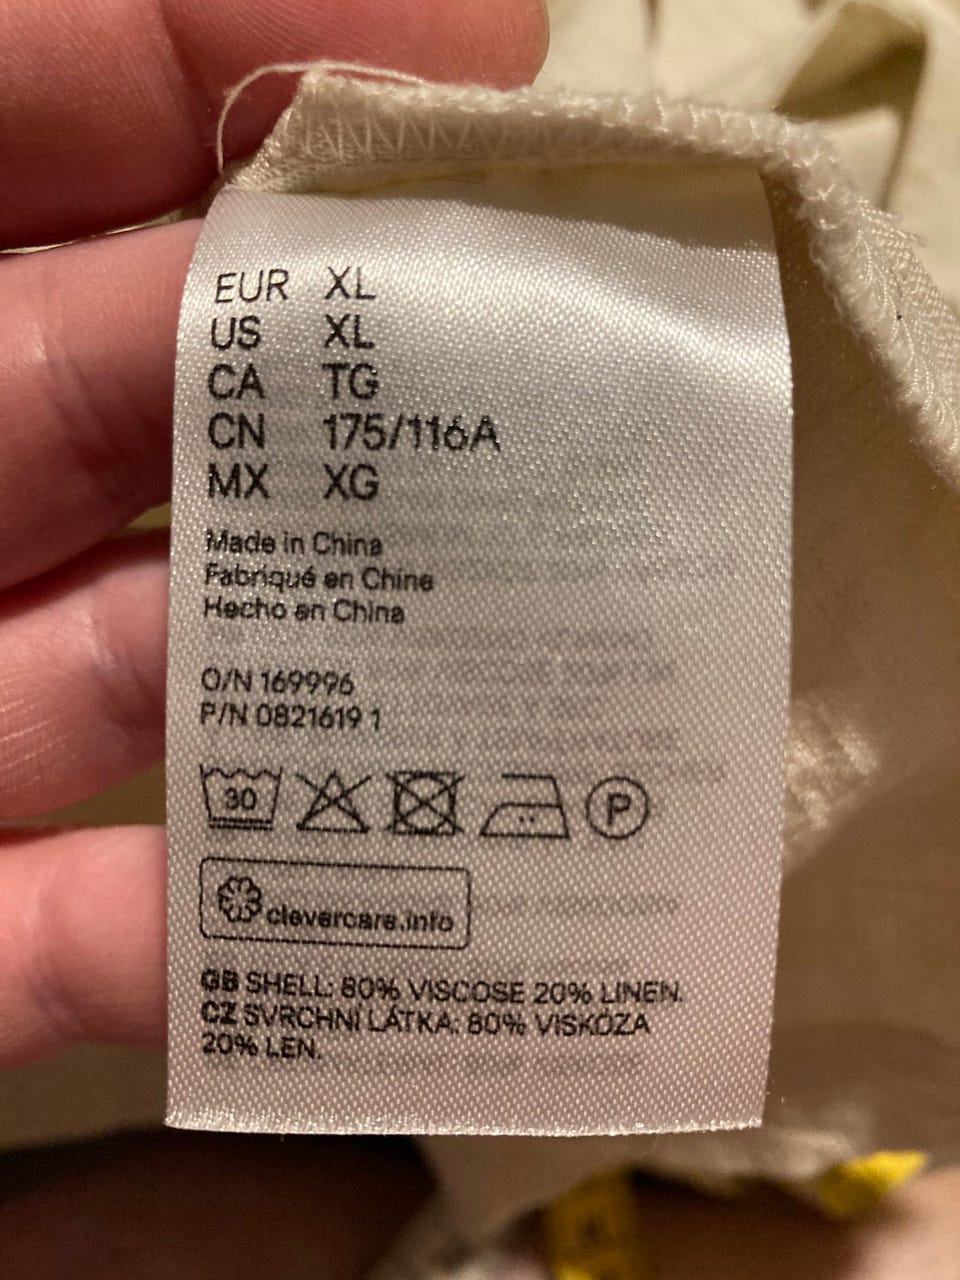 EUR XL
US XL
CA TG
CN 175/116A
MX XG
Made in China
Fabriqué en Chine
Hecho en China
O/N 169996
P/N 0821619 1
30
P
clevercare.info
GB SHELL: 80% VISCOSE 20% LINEN.
CZ SVRCHNÍ LÁTKA: 80% VISKÓZA
20% LEN.